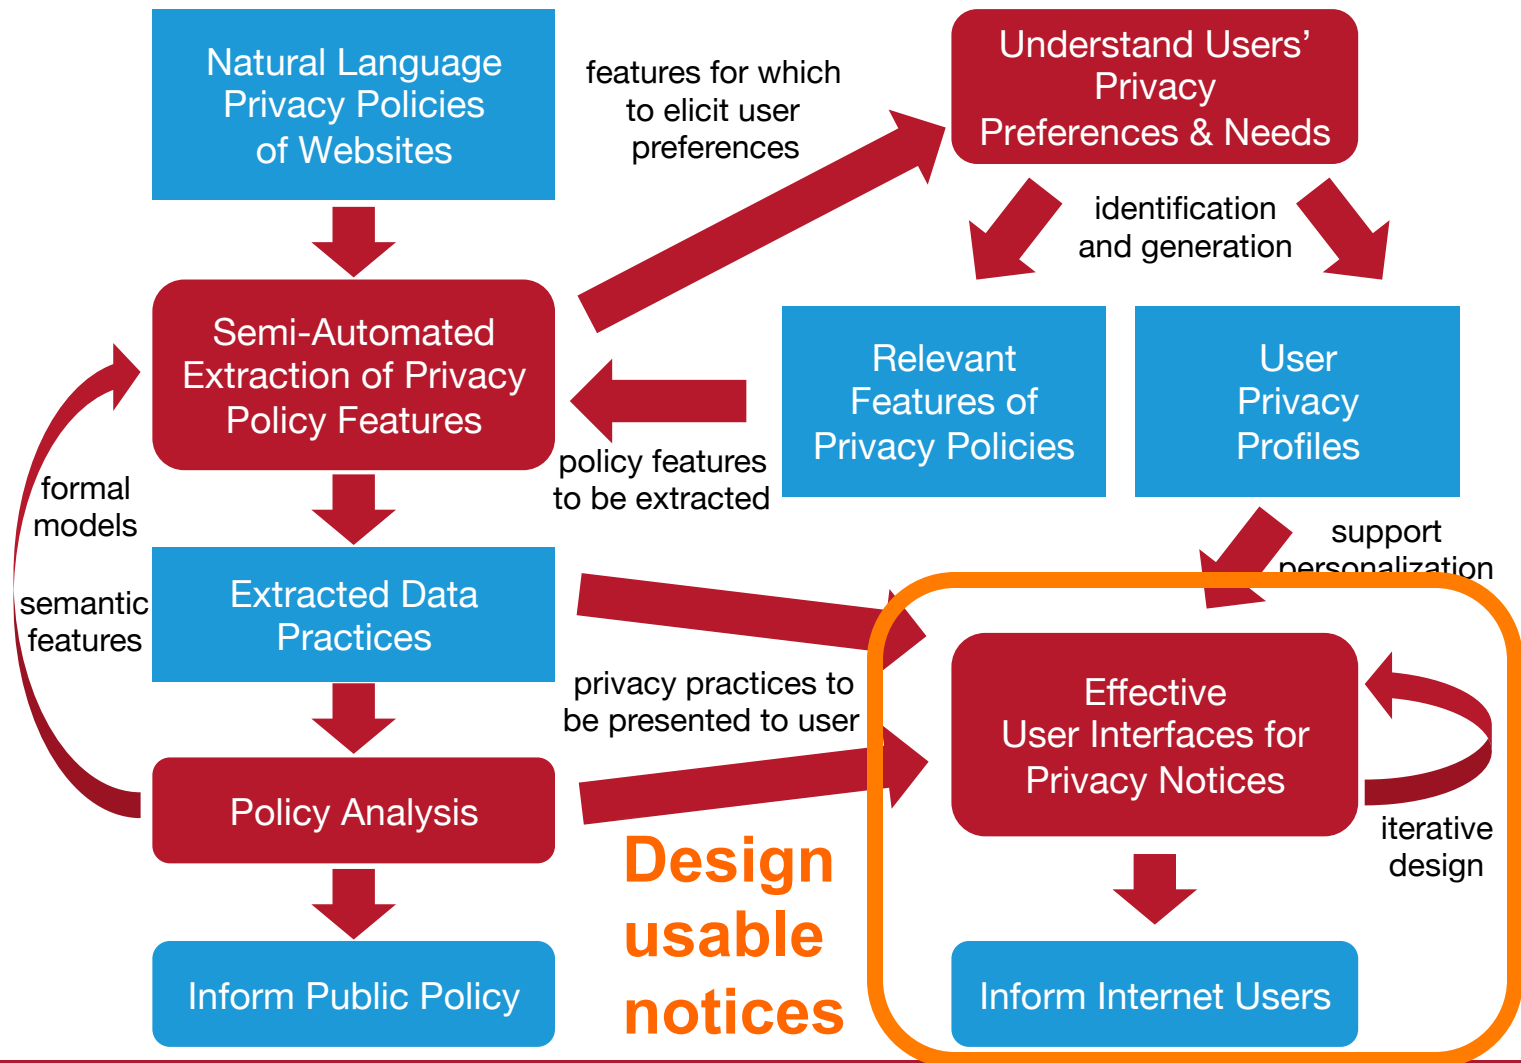 Natural Language
Privacy Policies
of Websites
features for which
to elicit user
preferences
Understand Users’
Privacy
Preferences & Needs
identification
and generation
Semi-Automated
Extraction of Privacy
Policy Features
Relevant
Features of
Privacy Policies
User
Privacy
Profiles
policy features
to be extracted
formal
models
semantic
features
support
personalization
Extracted Data
Practices
privacy practices to
be presented to user
Effective
User Interfaces for
Privacy Notices
Policy Analysis
iterative
design
Design
usable
notices
Inform Public Policy
Inform Internet Users